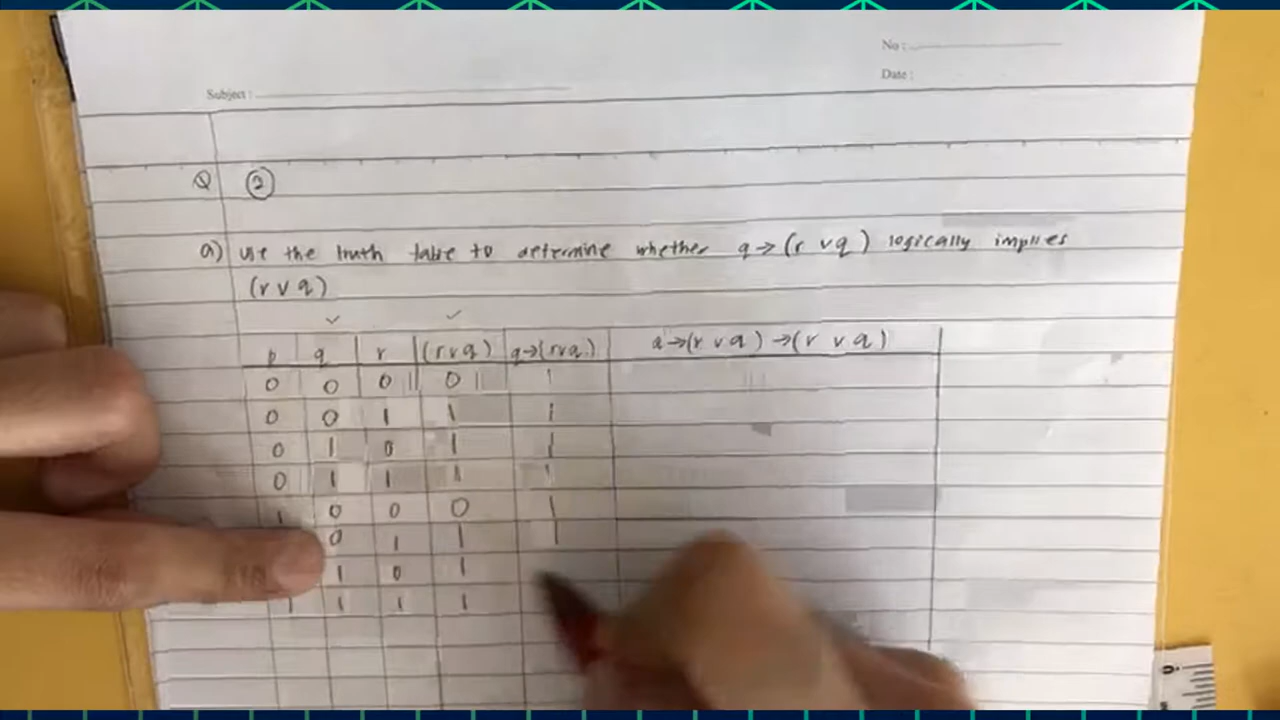 No :
Date :
Subject :
Q ②
a) use the truth table to determine whether q → (r ∨ q) logically implies
(r ∨ q)
✓ ✓
p q r (r ∨ q) q→(r∨q) q→(r ∨ q) → (r ∨ q)
0 0 0 0 1
0 0 1 1 1
0 1 0 1 1
0 1 1 1 1
1 0 0 0 1
0 1 1 1
1 0 1
1 1 1 1